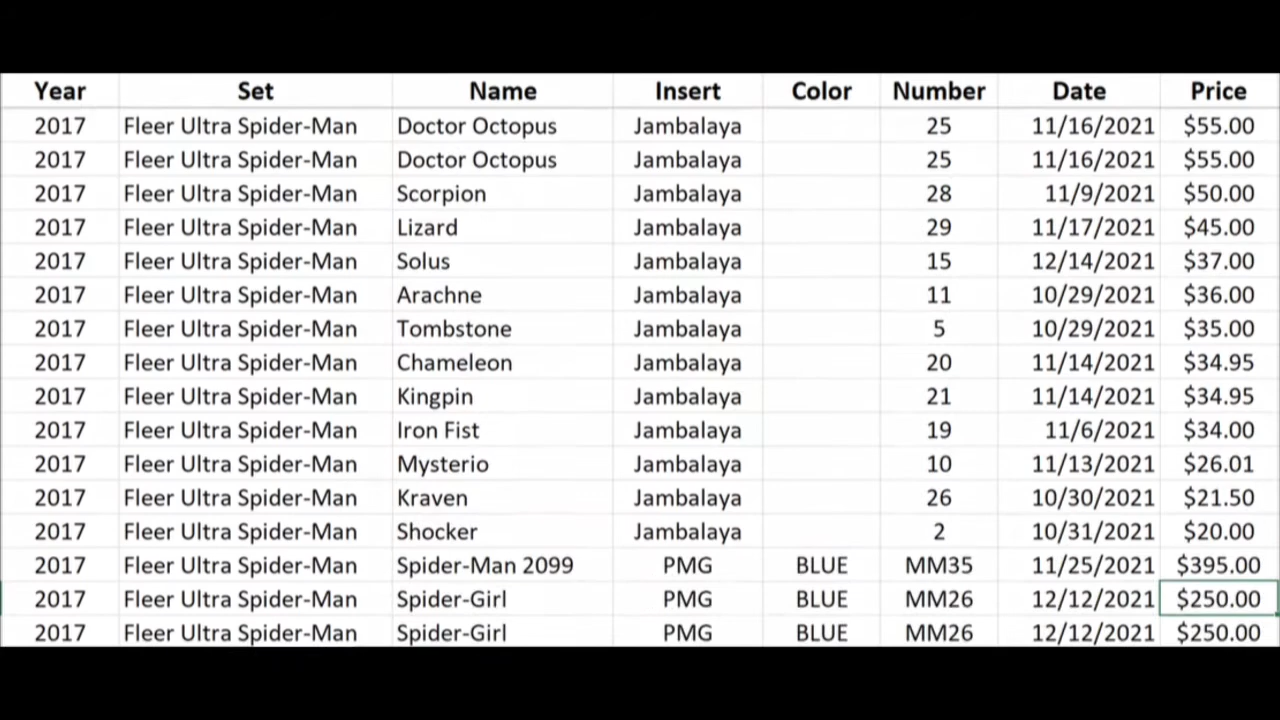 Year Set Name Insert Color Number Date Price
2017 Fleer Ultra Spider-Man Doctor Octopus Jambalaya 25 11/16/2021 $55.00
2017 Fleer Ultra Spider-Man Doctor Octopus Jambalaya 25 11/16/2021 $55.00
2017 Fleer Ultra Spider-Man Scorpion Jambalaya 28 11/9/2021 $50.00
2017 Fleer Ultra Spider-Man Lizard Jambalaya 29 11/17/2021 $45.00
2017 Fleer Ultra Spider-Man Solus Jambalaya 15 12/14/2021 $37.00
2017 Fleer Ultra Spider-Man Arachne Jambalaya 11 10/29/2021 $36.00
2017 Fleer Ultra Spider-Man Tombstone Jambalaya 5 10/29/2021 $35.00
2017 Fleer Ultra Spider-Man Chameleon Jambalaya 20 11/14/2021 $34.95
2017 Fleer Ultra Spider-Man Kingpin Jambalaya 21 11/14/2021 $34.95
2017 Fleer Ultra Spider-Man Iron Fist Jambalaya 19 11/6/2021 $34.00
2017 Fleer Ultra Spider-Man Mysterio Jambalaya 10 11/13/2021 $26.01
2017 Fleer Ultra Spider-Man Kraven Jambalaya 26 10/30/2021 $21.50
2017 Fleer Ultra Spider-Man Shocker Jambalaya 2 10/31/2021 $20.00
2017 Fleer Ultra Spider-Man Spider-Man 2099 PMG BLUE MM35 11/25/2021 $395.00
2017 Fleer Ultra Spider-Man Spider-Girl PMG BLUE MM26 12/12/2021 $250.00
2017 Fleer Ultra Spider-Man Spider-Girl PMG BLUE MM26 12/12/2021 $250.00